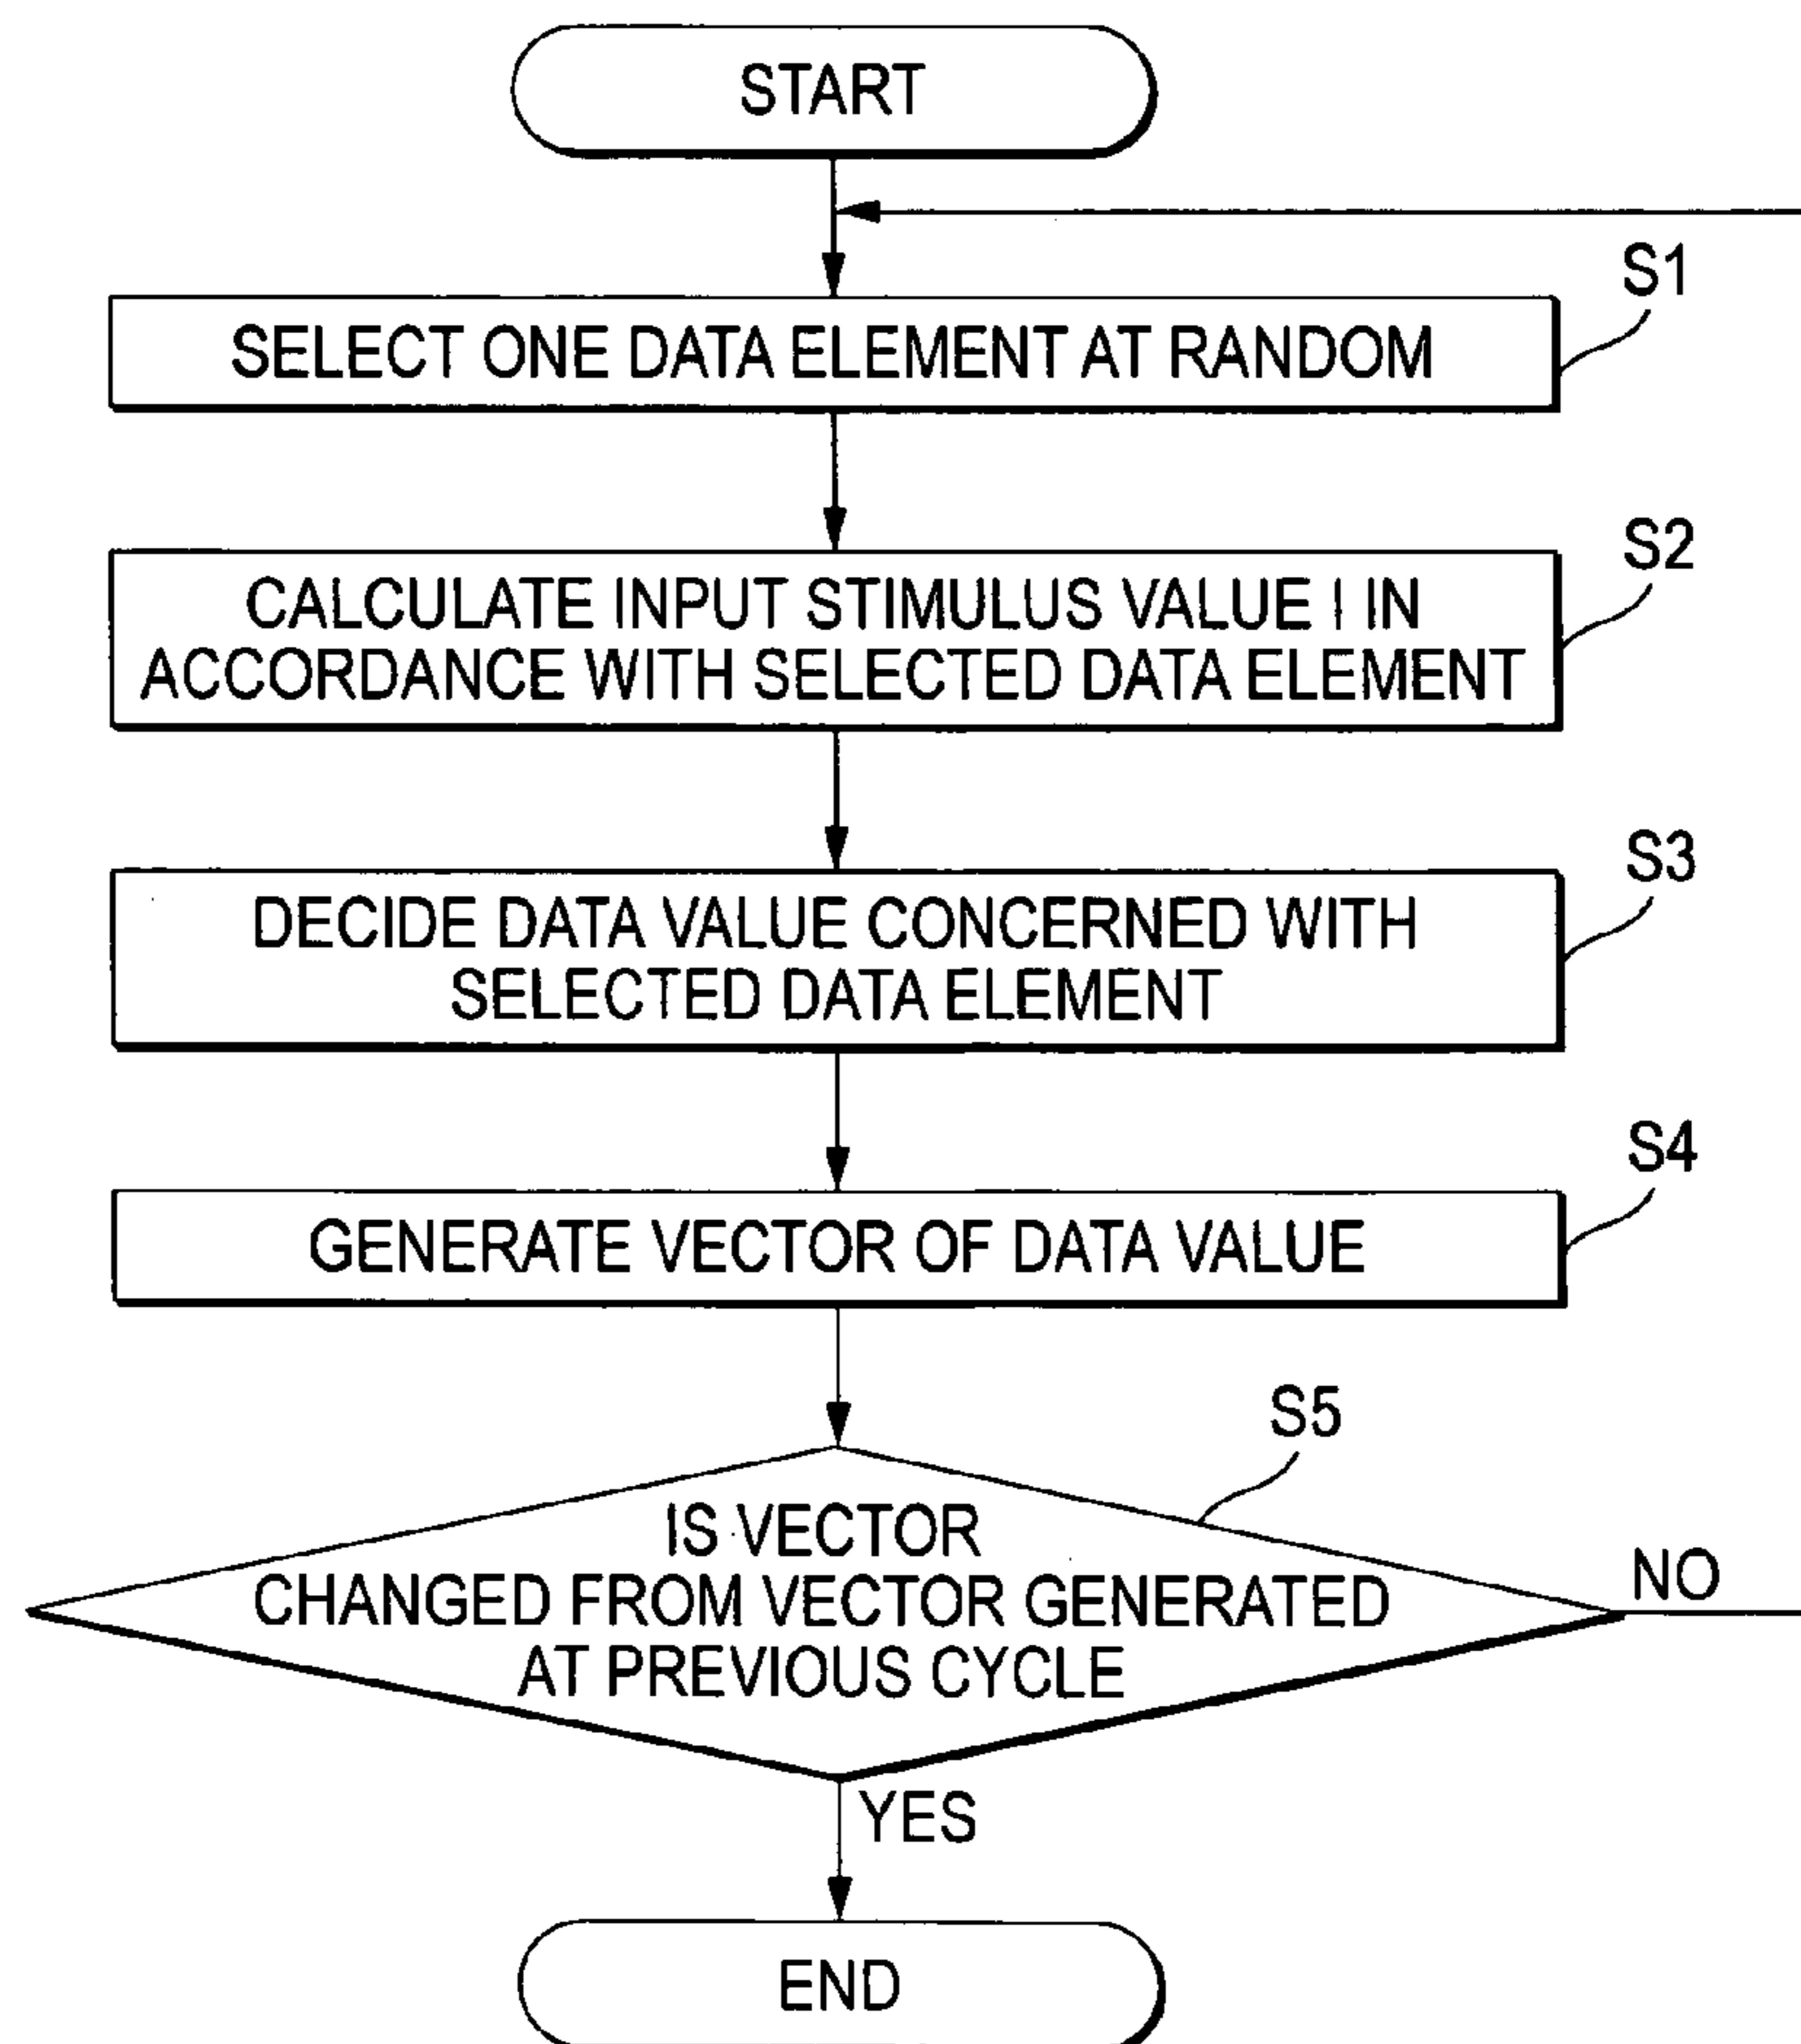 START
S1
SELECT ONE DATA ELEMENT AT RANDOM
S2
CALCULATE INPUT STIMULUS VALUE I IN
ACCORDANCE WITH SELECTED DATA ELEMENT
S3
DECIDE DATA VALUE CONCERNED WITH
SELECTED DATA ELEMENT
S4
GENERATE VECTOR OF DATA VALUE
S5
IS VECTOR
CHANGED FROM VECTOR GENERATED
AT PREVIOUS CYCLE
NO
YES
END